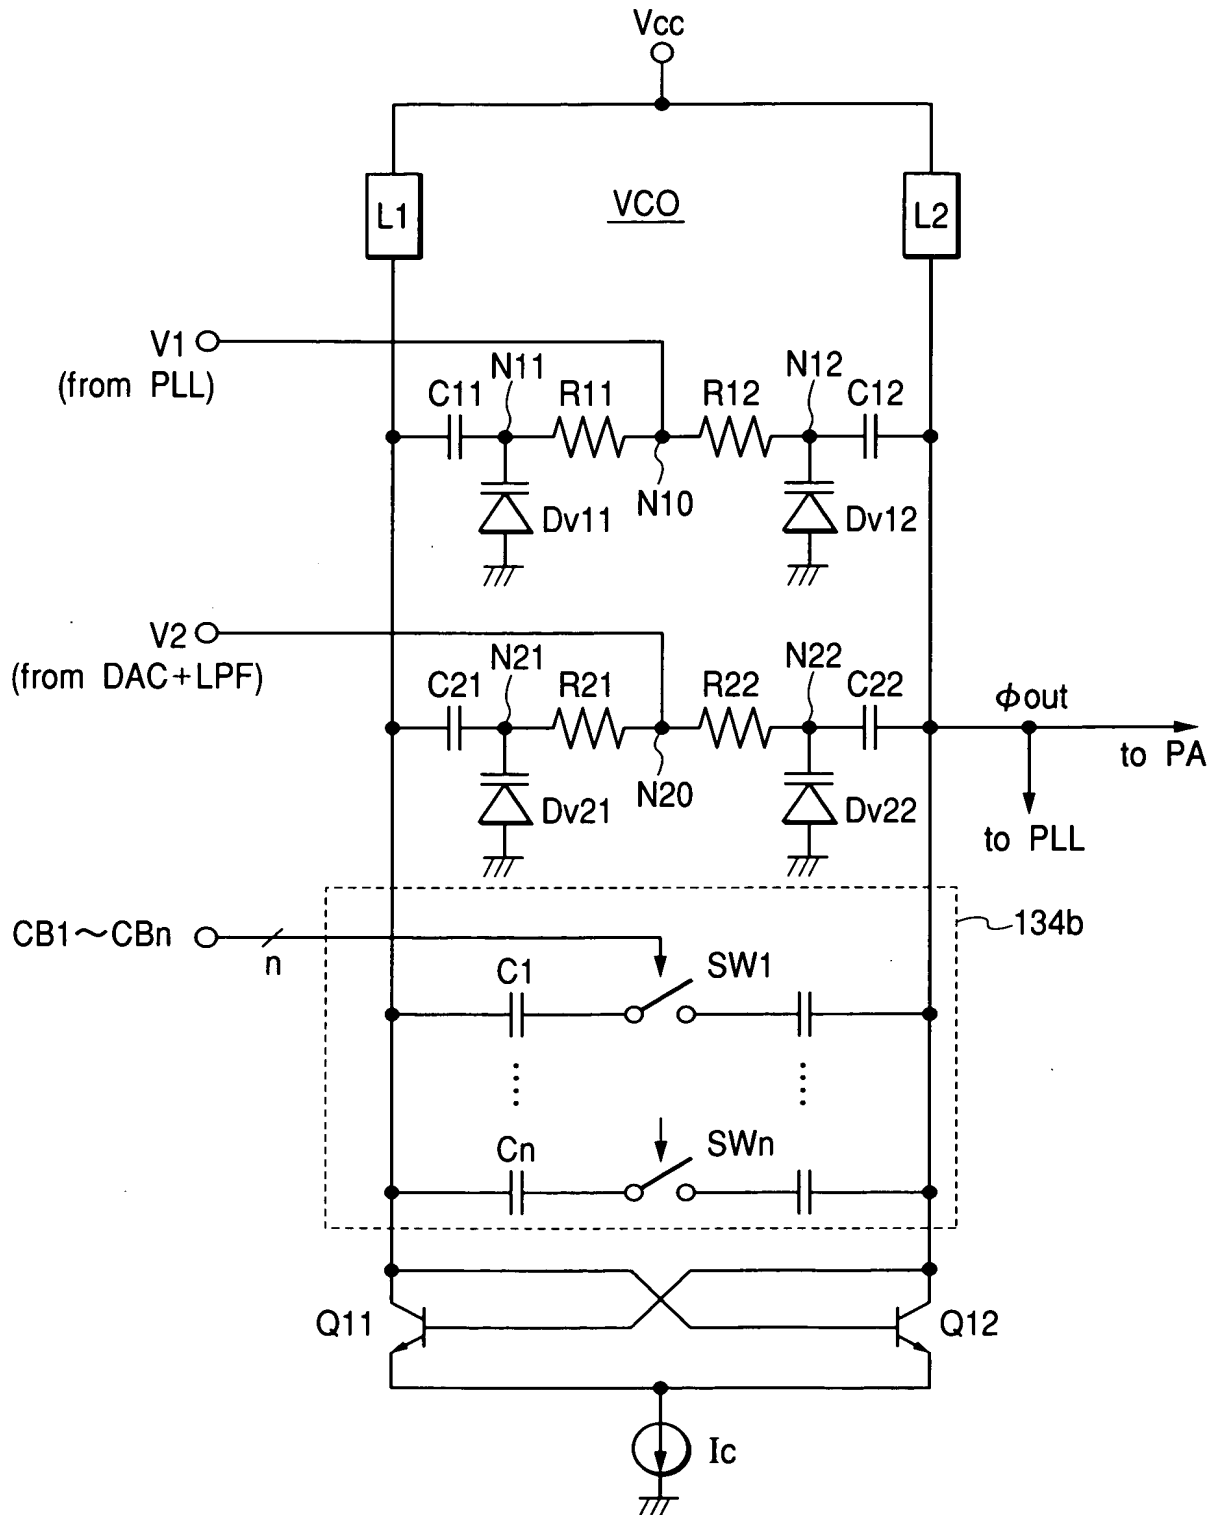 Vcc
L1
VCO
L2
V1
(from PLL)
N11
N12
C11
R11
R12
C12
N10
Dv11
Dv12
V2
(from DAC+LPF)
N21
N22
C21
R21
R22
C22
ϕout
to PA
N20
Dv21
Dv22
to PLL
CB1~CBn
n
134b
C1
SW1
Cn
SWn
Q11
Q12
Ic